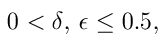 0 < δ, ϵ ≤ 0.5,